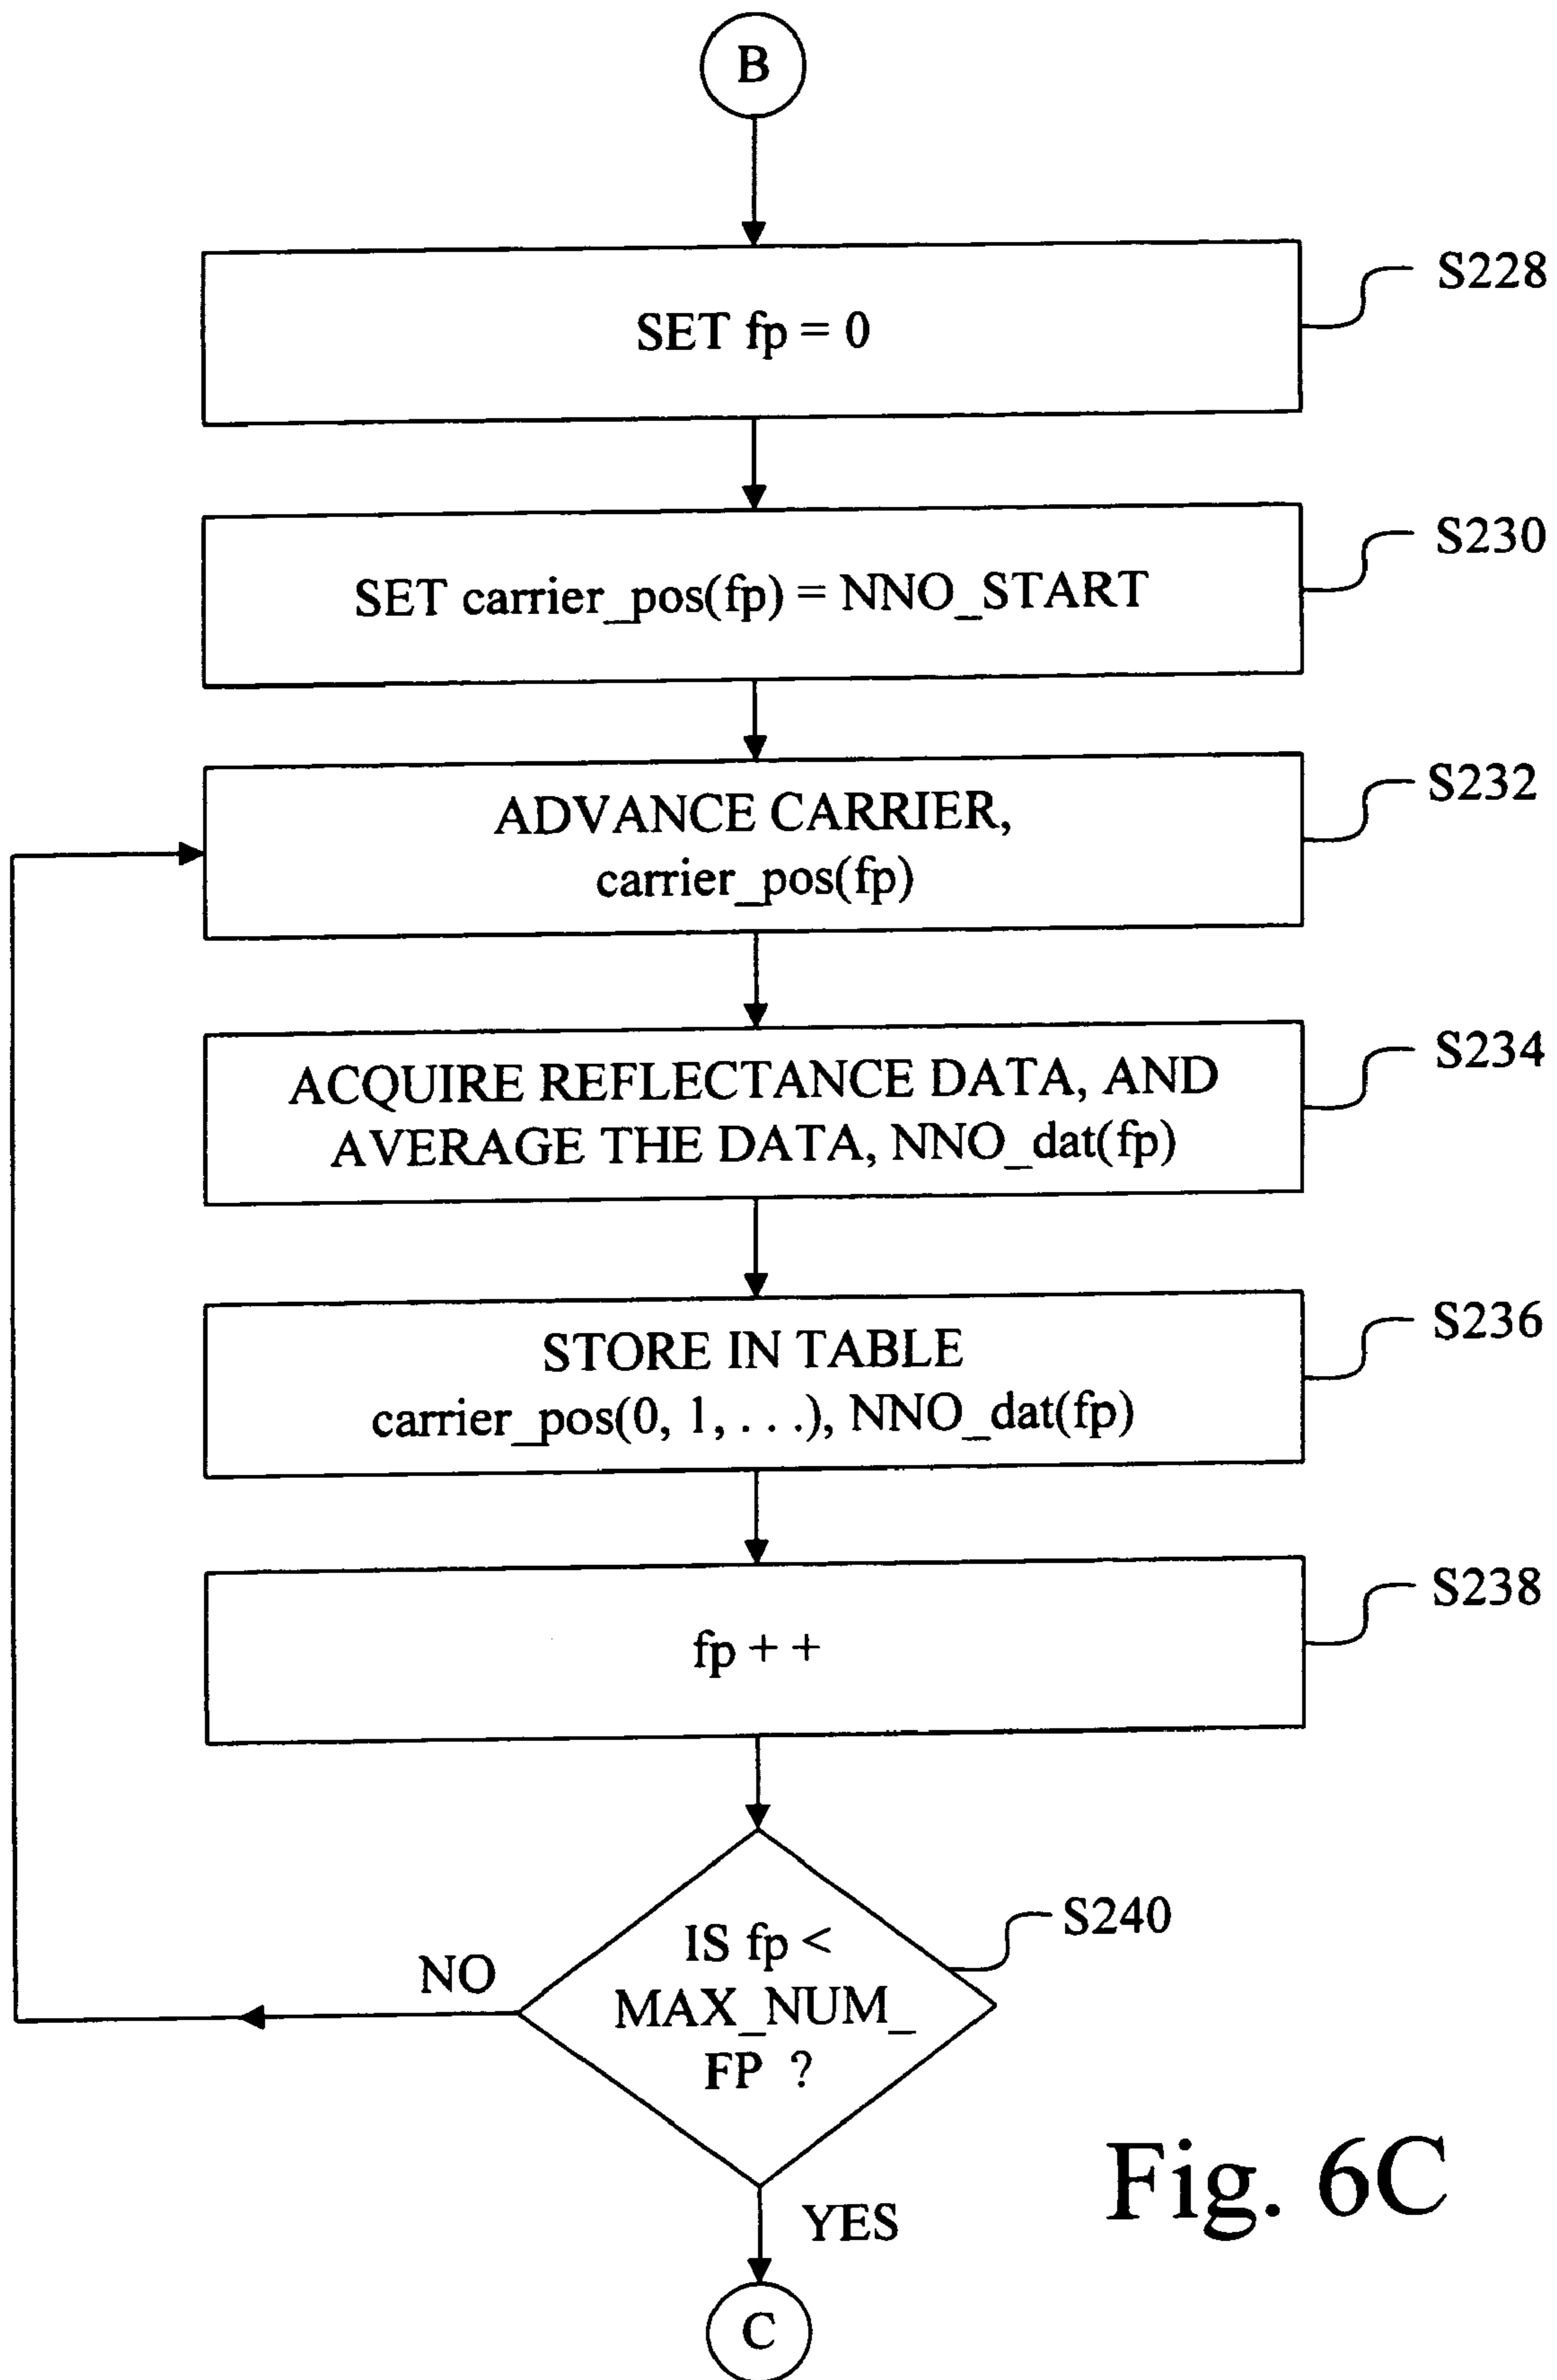 B
SET fp = 0
S228
SET carrier_pos(fp) = NNO_START
S230
ADVANCE CARRIER,
carrier_pos(fp)
S232
ACQUIRE REFLECTANCE DATA, AND
AVERAGE THE DATA, NNO_dat(fp)
S234
STORE IN TABLE
carrier_pos(0, 1, . . .), NNO_dat(fp)
S236
fp + +
S238
IS fp <
MAX_NUM_
FP ?
S240
NO
YES
C
Fig. 6C